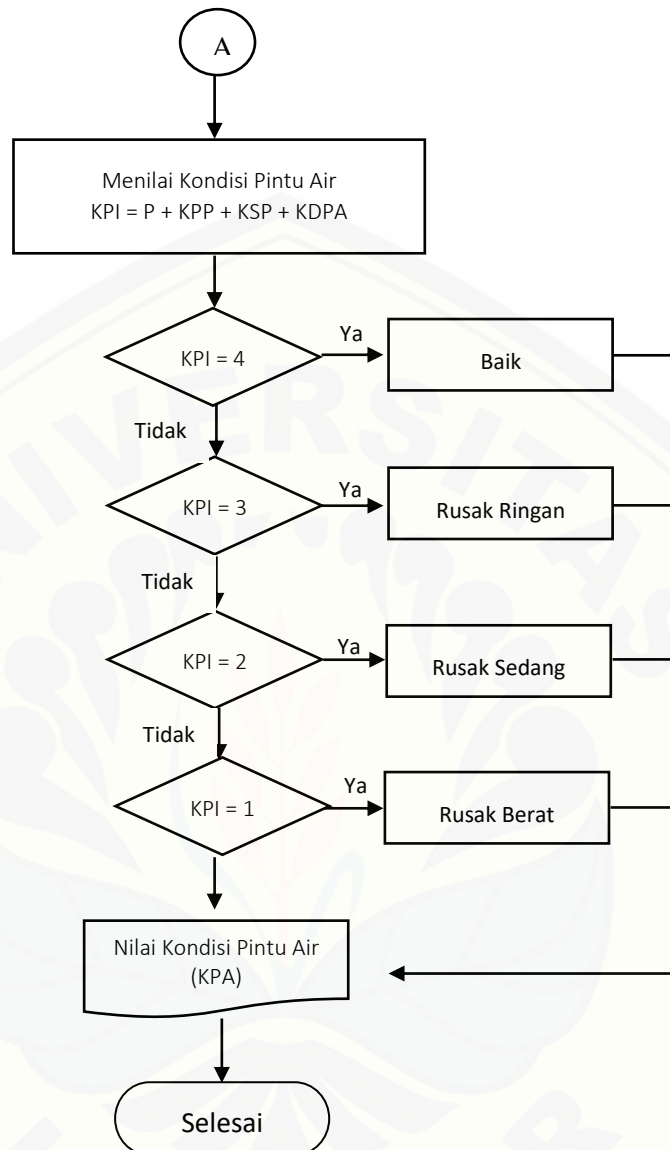 A
Menilai Kondisi Pintu Air
KPI = P + KPP + KSP + KDPA
KPI = 4
Ya
Baik
Tidak
KPI = 3
Ya
Rusak Ringan
Tidak
KPI = 2
Ya
Rusak Sedang
Tidak
KPI = 1
Ya
Rusak Berat
Nilai Kondisi Pintu Air
(KPA)
Selesai
UNIVERSITAS